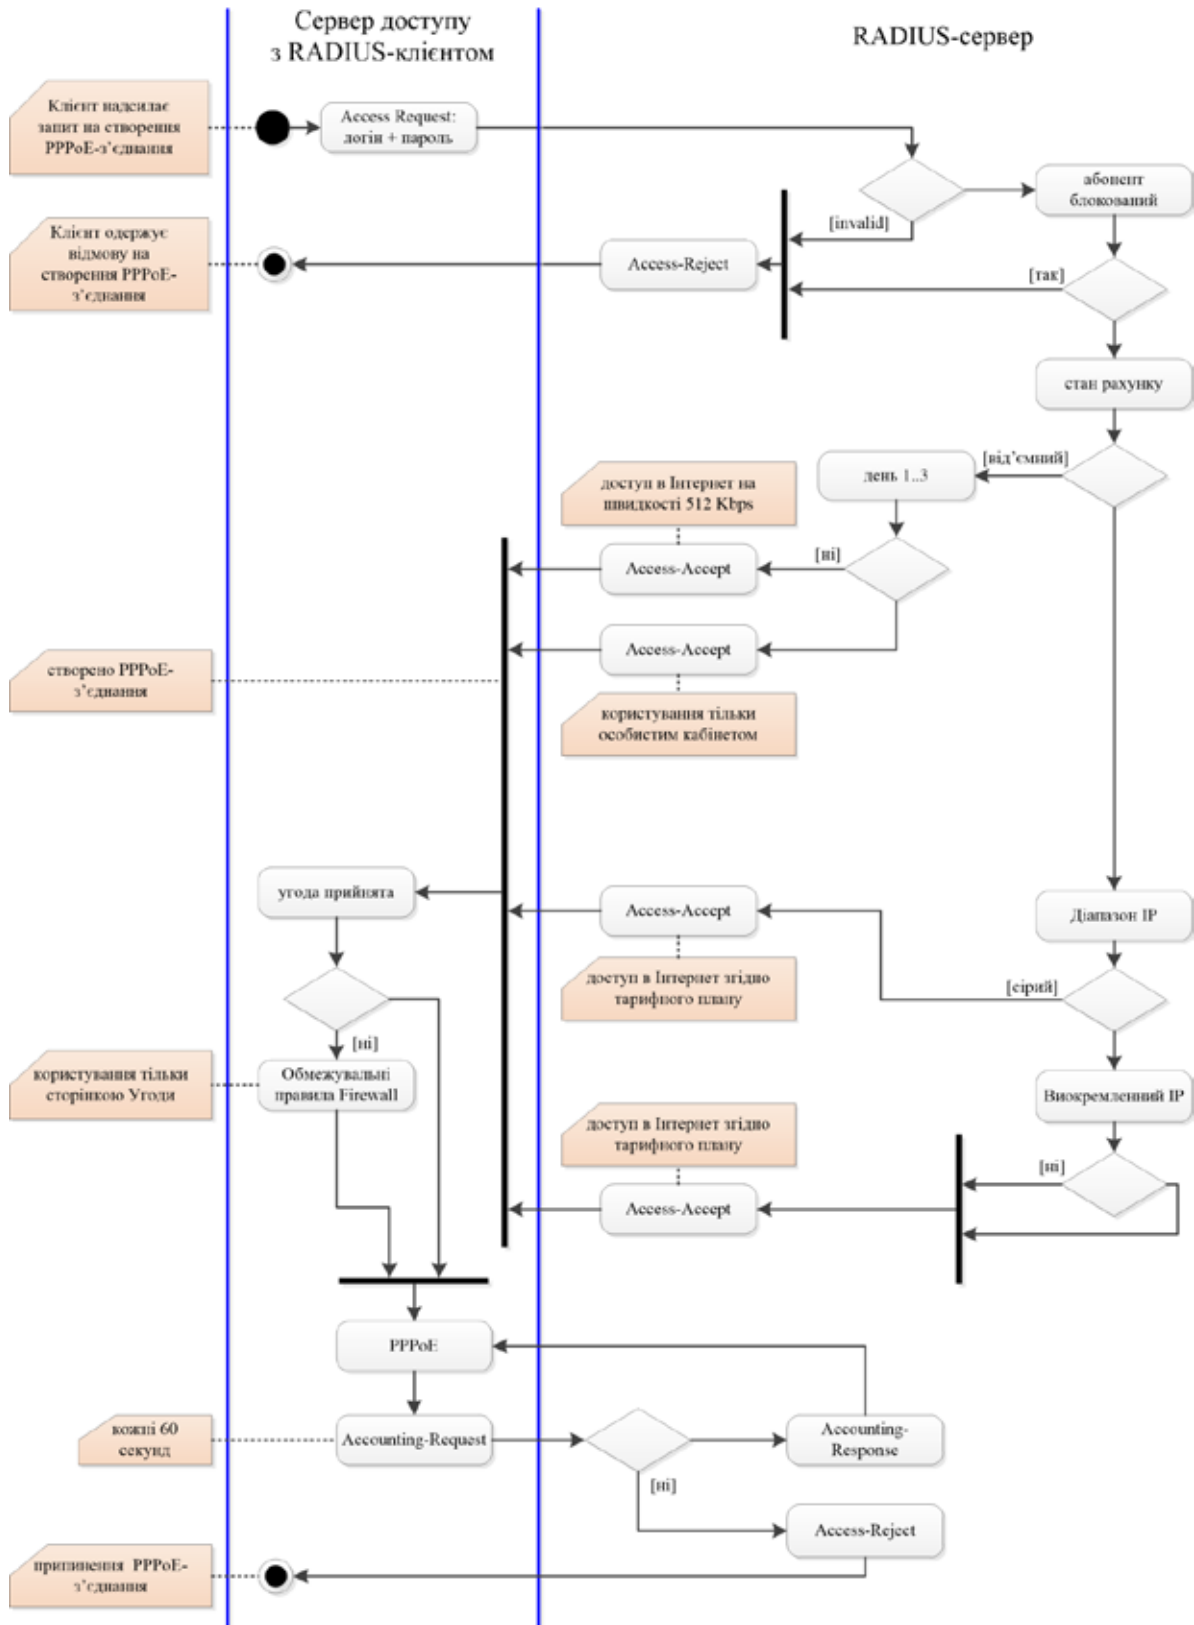 Сервер доступу
з RADIUS-клієнтом
RADIUS-сервер
Клієнт надсилає
запит на створення
PPPoE-з’єднання
Access Request:
логін + пароль
абонент
блокований
[invalid]
Клієнт одержує
відмову на
створення PPPoE-
з’єднання
Access-Reject
[так]
стан рахунку
[від’ємний]
день 1..3
доступ в Інтернет на
швидкості 512 Kbps
[ні]
Access-Accept
Access-Accept
створено PPPoE-
з’єднання
користування тільки
особистим кабінетом
угода прийнята
Access-Accept
Діапазон IP
доступ в Інтернет згідно
тарифного плану
[сірий]
[ні]
користування тільки
сторінкою Угоди
Обмежувальні
правила Firewall
Виокремленний IP
доступ в Інтернет згідно
тарифного плану
[ні]
Access-Accept
PPPoE
кожні 60
секунд
Accounting-Request
Accounting-
Response
[ні]
Access-Reject
припинення PPPoE-
з’єднання